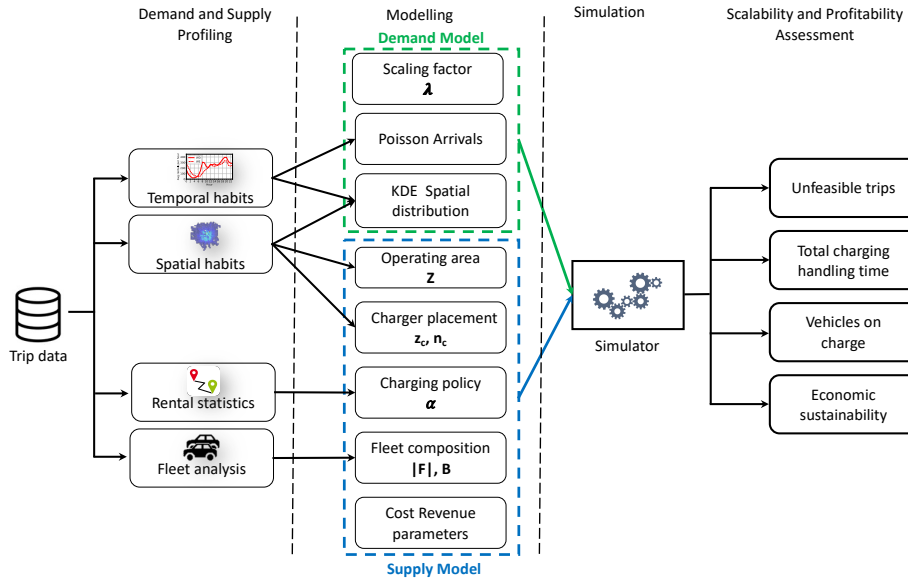 Demand and Supply
Profiling
Modelling
Simulation
Scalability and Profitability
Assessment
Demand Model
Scaling factor
λ
Poisson Arrivals
KDE Spatial
distribution
Temporal habits
Spatial habits
Trip data
Rental statistics
Fleet analysis
Operating area
Z
Charger placement
z_c, n_c
Charging policy
α
Fleet composition
|F|, B
Cost Revenue
parameters
Supply Model
Simulator
Unfeasible trips
Total charging
handling time
Vehicles on
charge
Economic
sustainability